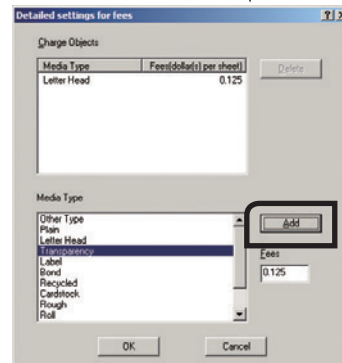 Detailed settings for fees
Charge Objects
Media Type Fees(dollar(s) per sheet)
Letter Head 0.125
Delete
Media Type
Other Type
Plain
Letter Head
Transparency
Label
Bond
Recycled
Cardstock
Rough
Roll
Add
Fees
0.125
OK Cancel